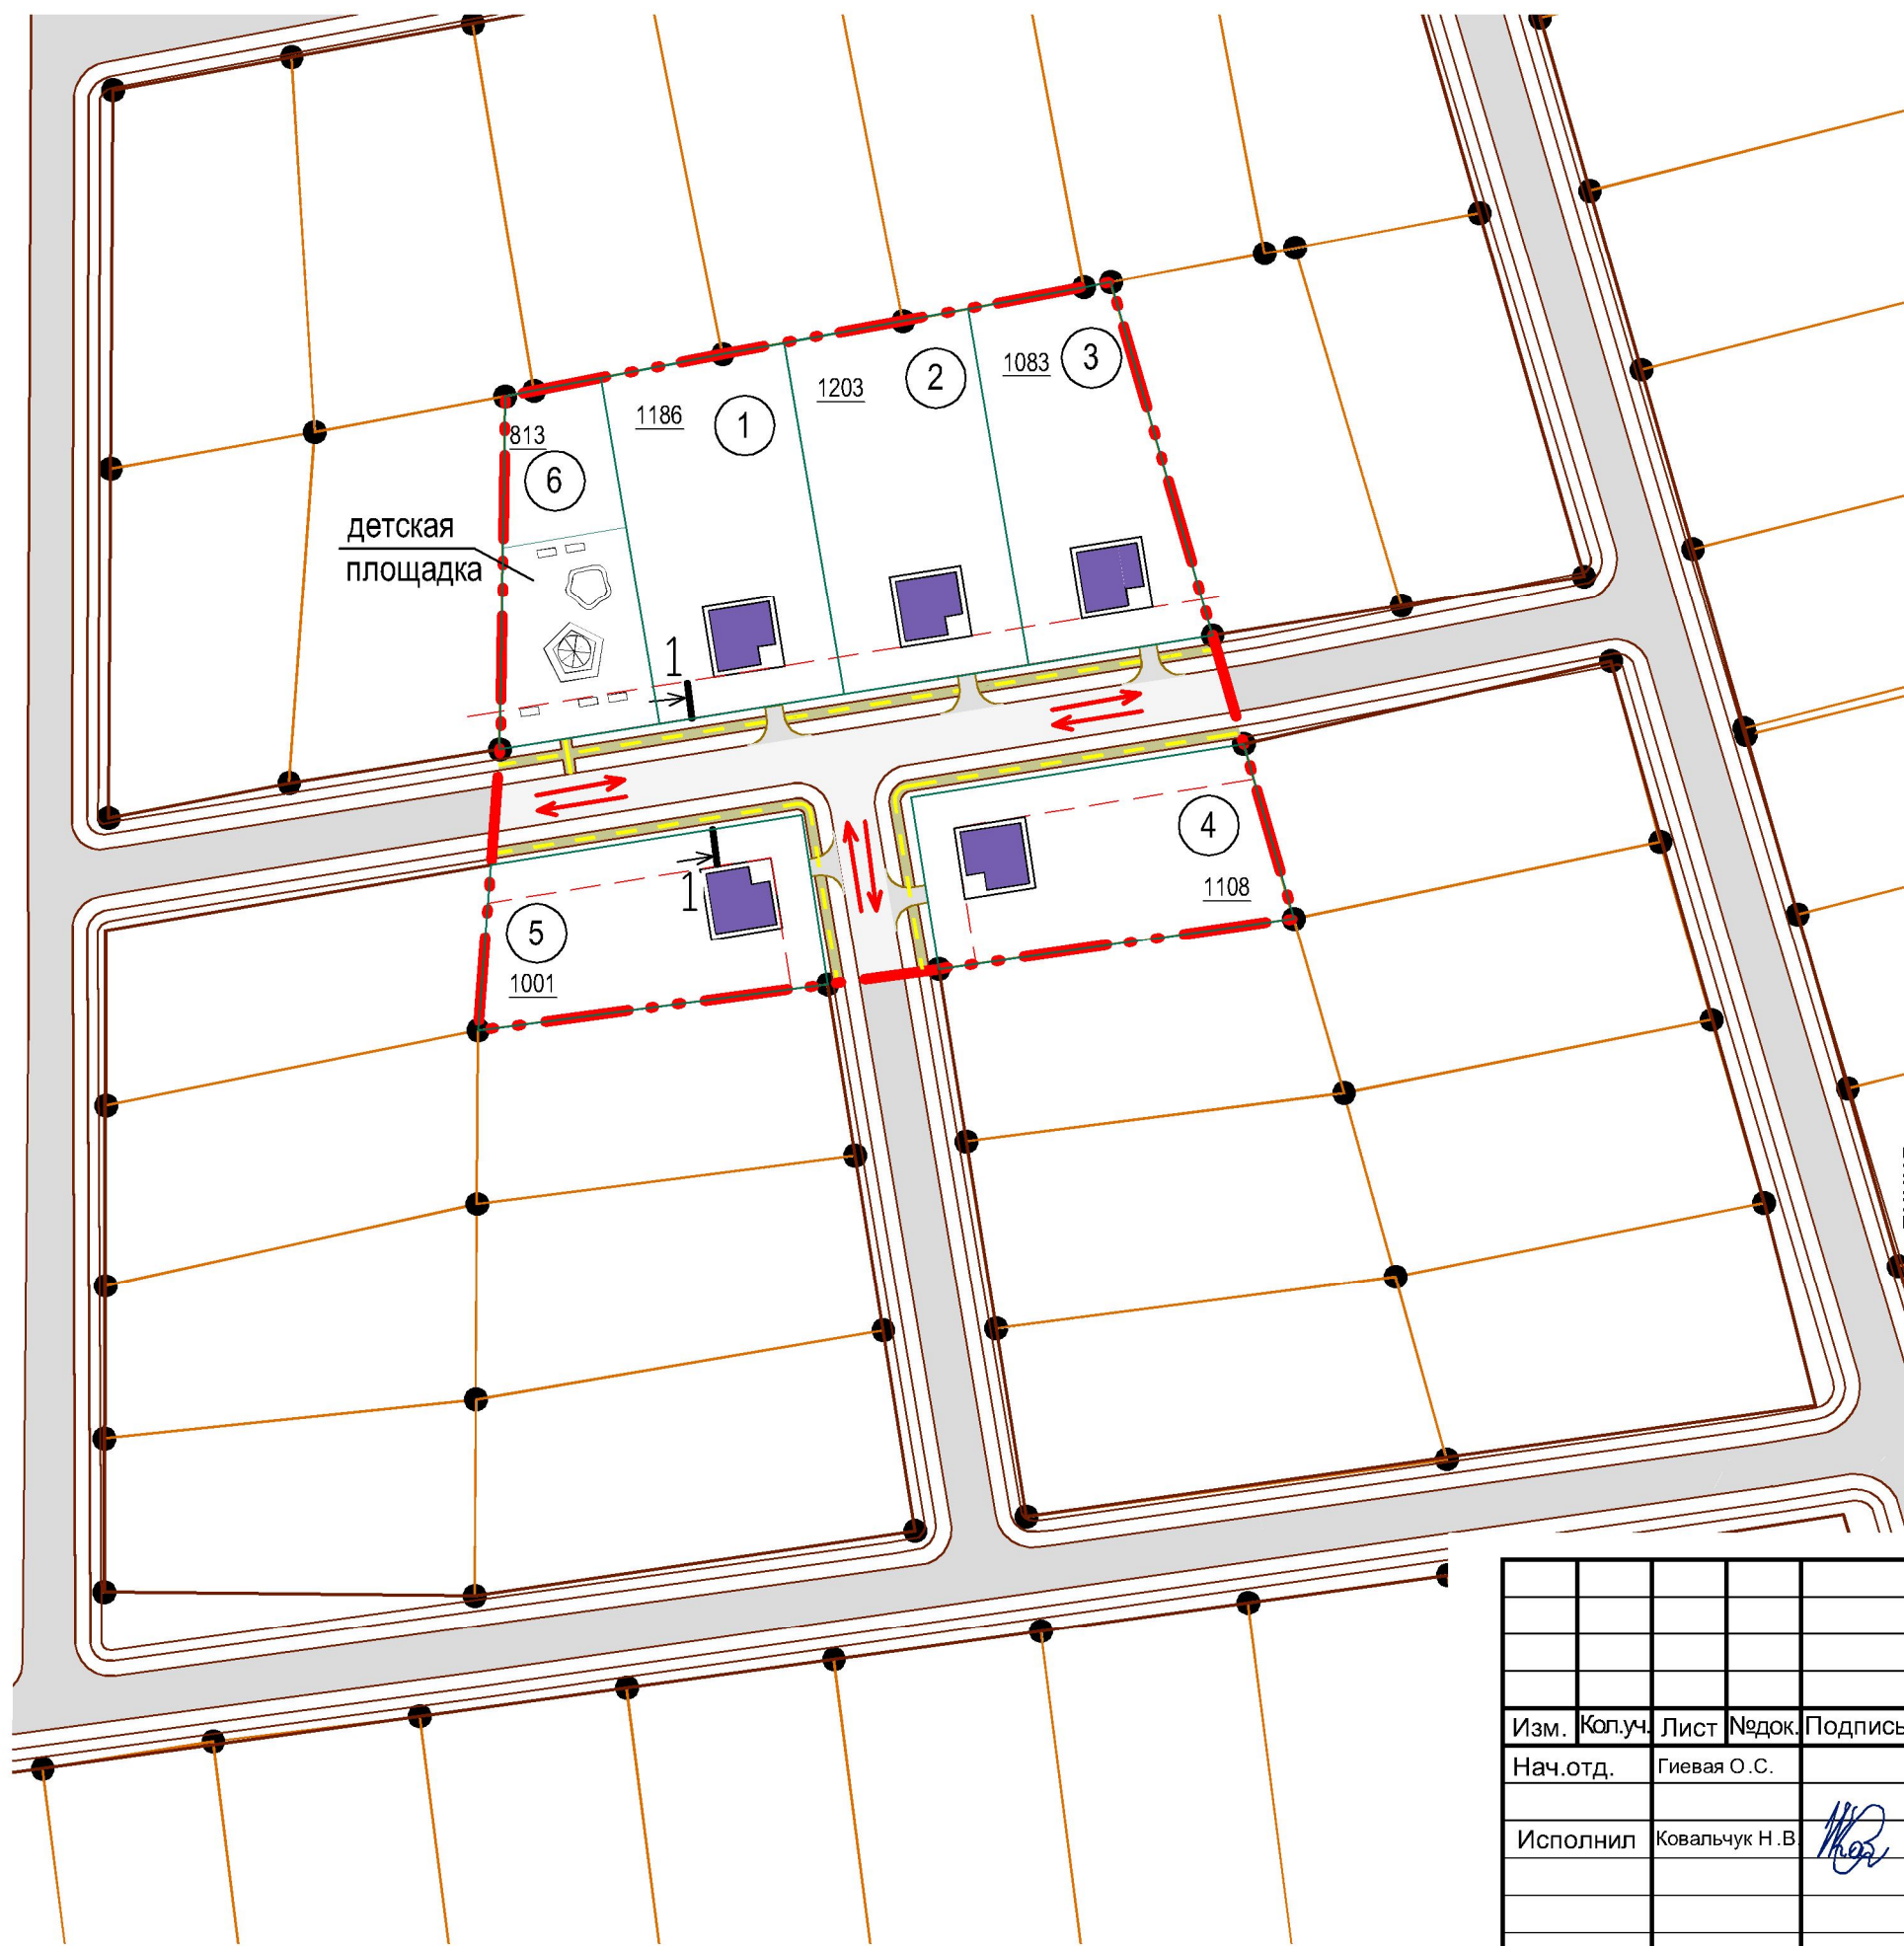 1083
3
2
1203
1186
1
813
6
детская
площадка
1
4
1108
1
5
1001
Изм. Кол.уч. Лист №док. Подпись
Нач.отд. Гиевая О.С.
Исполнил Ковальчук Н.В.